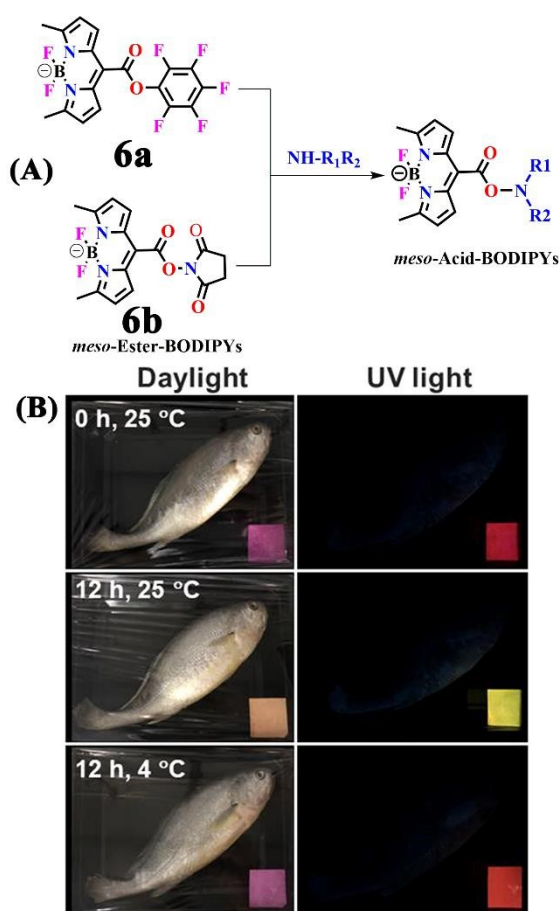 F
N
O
F
F
B
⊖
F
N
O
F
F
F
6a
(A)
NH-R1R2
F
N
O
R1
B
⊖
F
N
O
N
R2
meso-Acid-BODIPYs
F
N
O
O
B
⊖
F
N
O
N
O
6b
meso-Ester-BODIPYs
Daylight
UV light
(B)
0 h, 25 °C
12 h, 25 °C
12 h, 4 °C